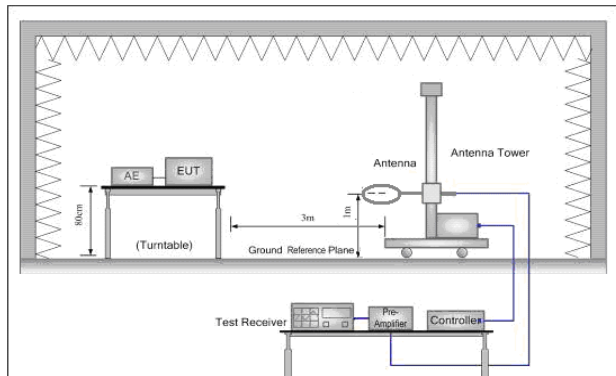 Antenna Tower
Antenna
EUT
AE
80cm
1m
3m
(Turntable)
Ground Reference Plane
Test Receiver
Pre-
Amplifier
Controller